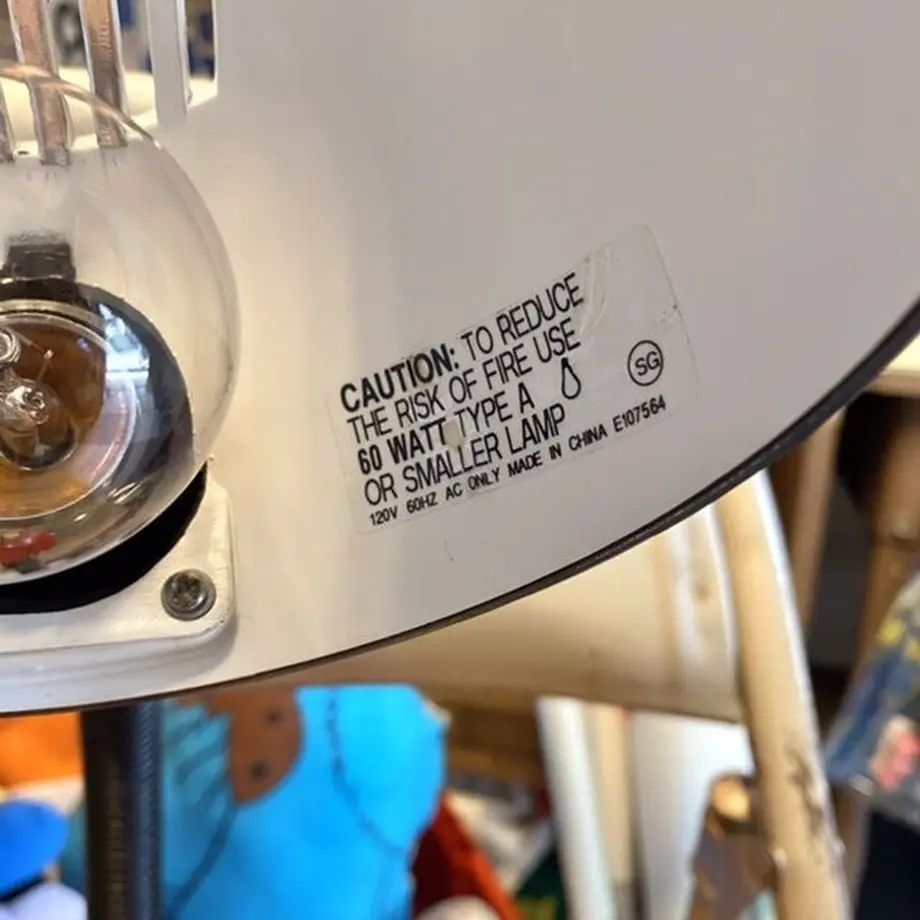 CAUTION: TO REDUCE
THE RISK OF FIRE USE
60 WATT TYPE A
OR SMALLER LAMP
120V 60HZ AC ONLY MADE IN CHINA E107564
SG